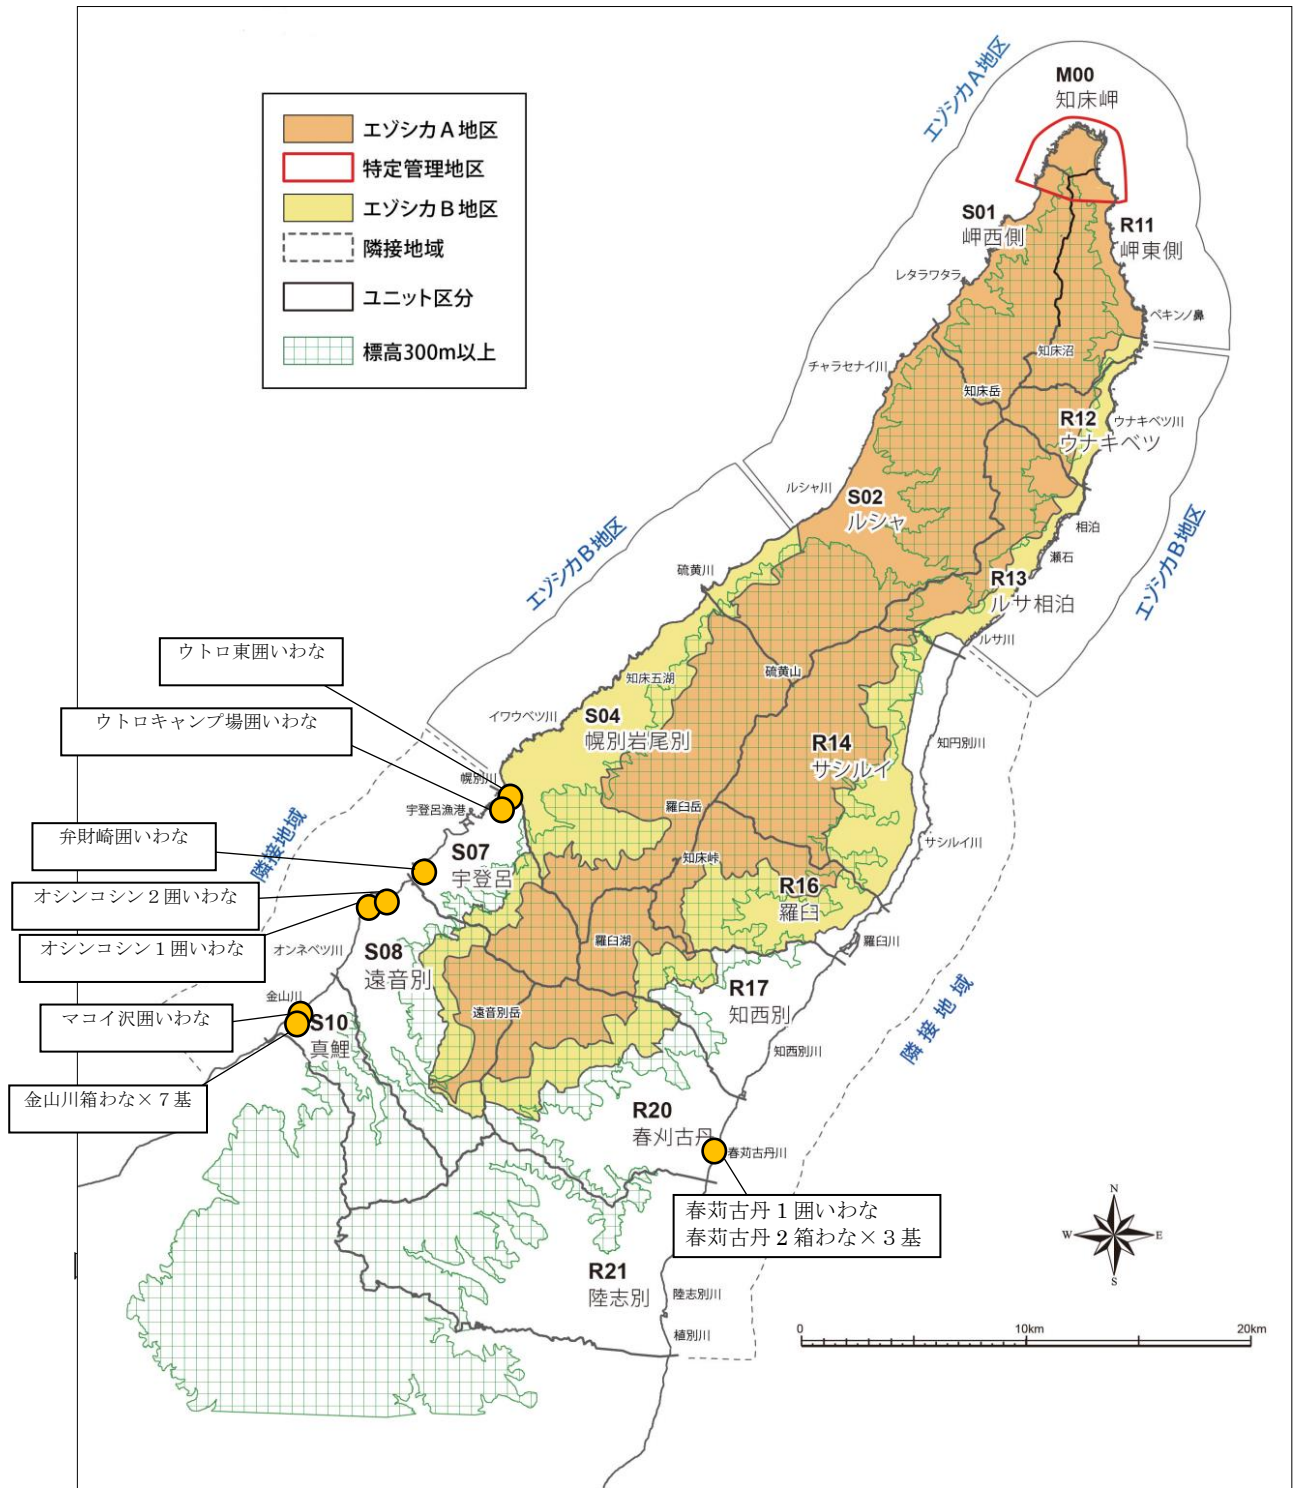 エゾシカA地区
特定管理地区
エゾシカB地区
隣接地域
ユニット区分
標高300m以上
エゾシカA地区
M00
知床岬
S01
岬西側
R11
岬東側
レタラワタラ
ペキンノ鼻
知床沼
チャラセナイ川
知床岳
R12
ウナキベツ
ウナキベツ川
ルシャ川
S02
ルシャ
相泊
瀬石
エゾシカB地区
エゾシカB地区
硫黄川
R13
ルサ相泊
ルサ川
ウトロ東囲いわな
硫黄山
知床五湖
ウトロキャンプ場囲いわな
イワウベツ川
S04
幌別岩尾別
R14
サシルイ
知円別川
幌別川
宇登呂漁港
羅臼岳
弁財崎囲いわな
隣接地域
S07
宇登呂
知床峠
サシルイ川
オシンコシン２囲いわな
R16
羅臼
オシンコシン１囲いわな
オンネベツ川
S08
遠音別
羅臼湖
羅臼川
金山川
R17
知西別
隣接地域
マコイ沢囲いわな
S10
真鯉
遠音別岳
知西別川
金山川箱わな×７基
R20
春刈古丹
春苅古丹川
春苅古丹１囲いわな
春苅古丹２箱わな×３基
N
W
E
S
R21
陸志別
陸志別川
植別川
0
10km
20km